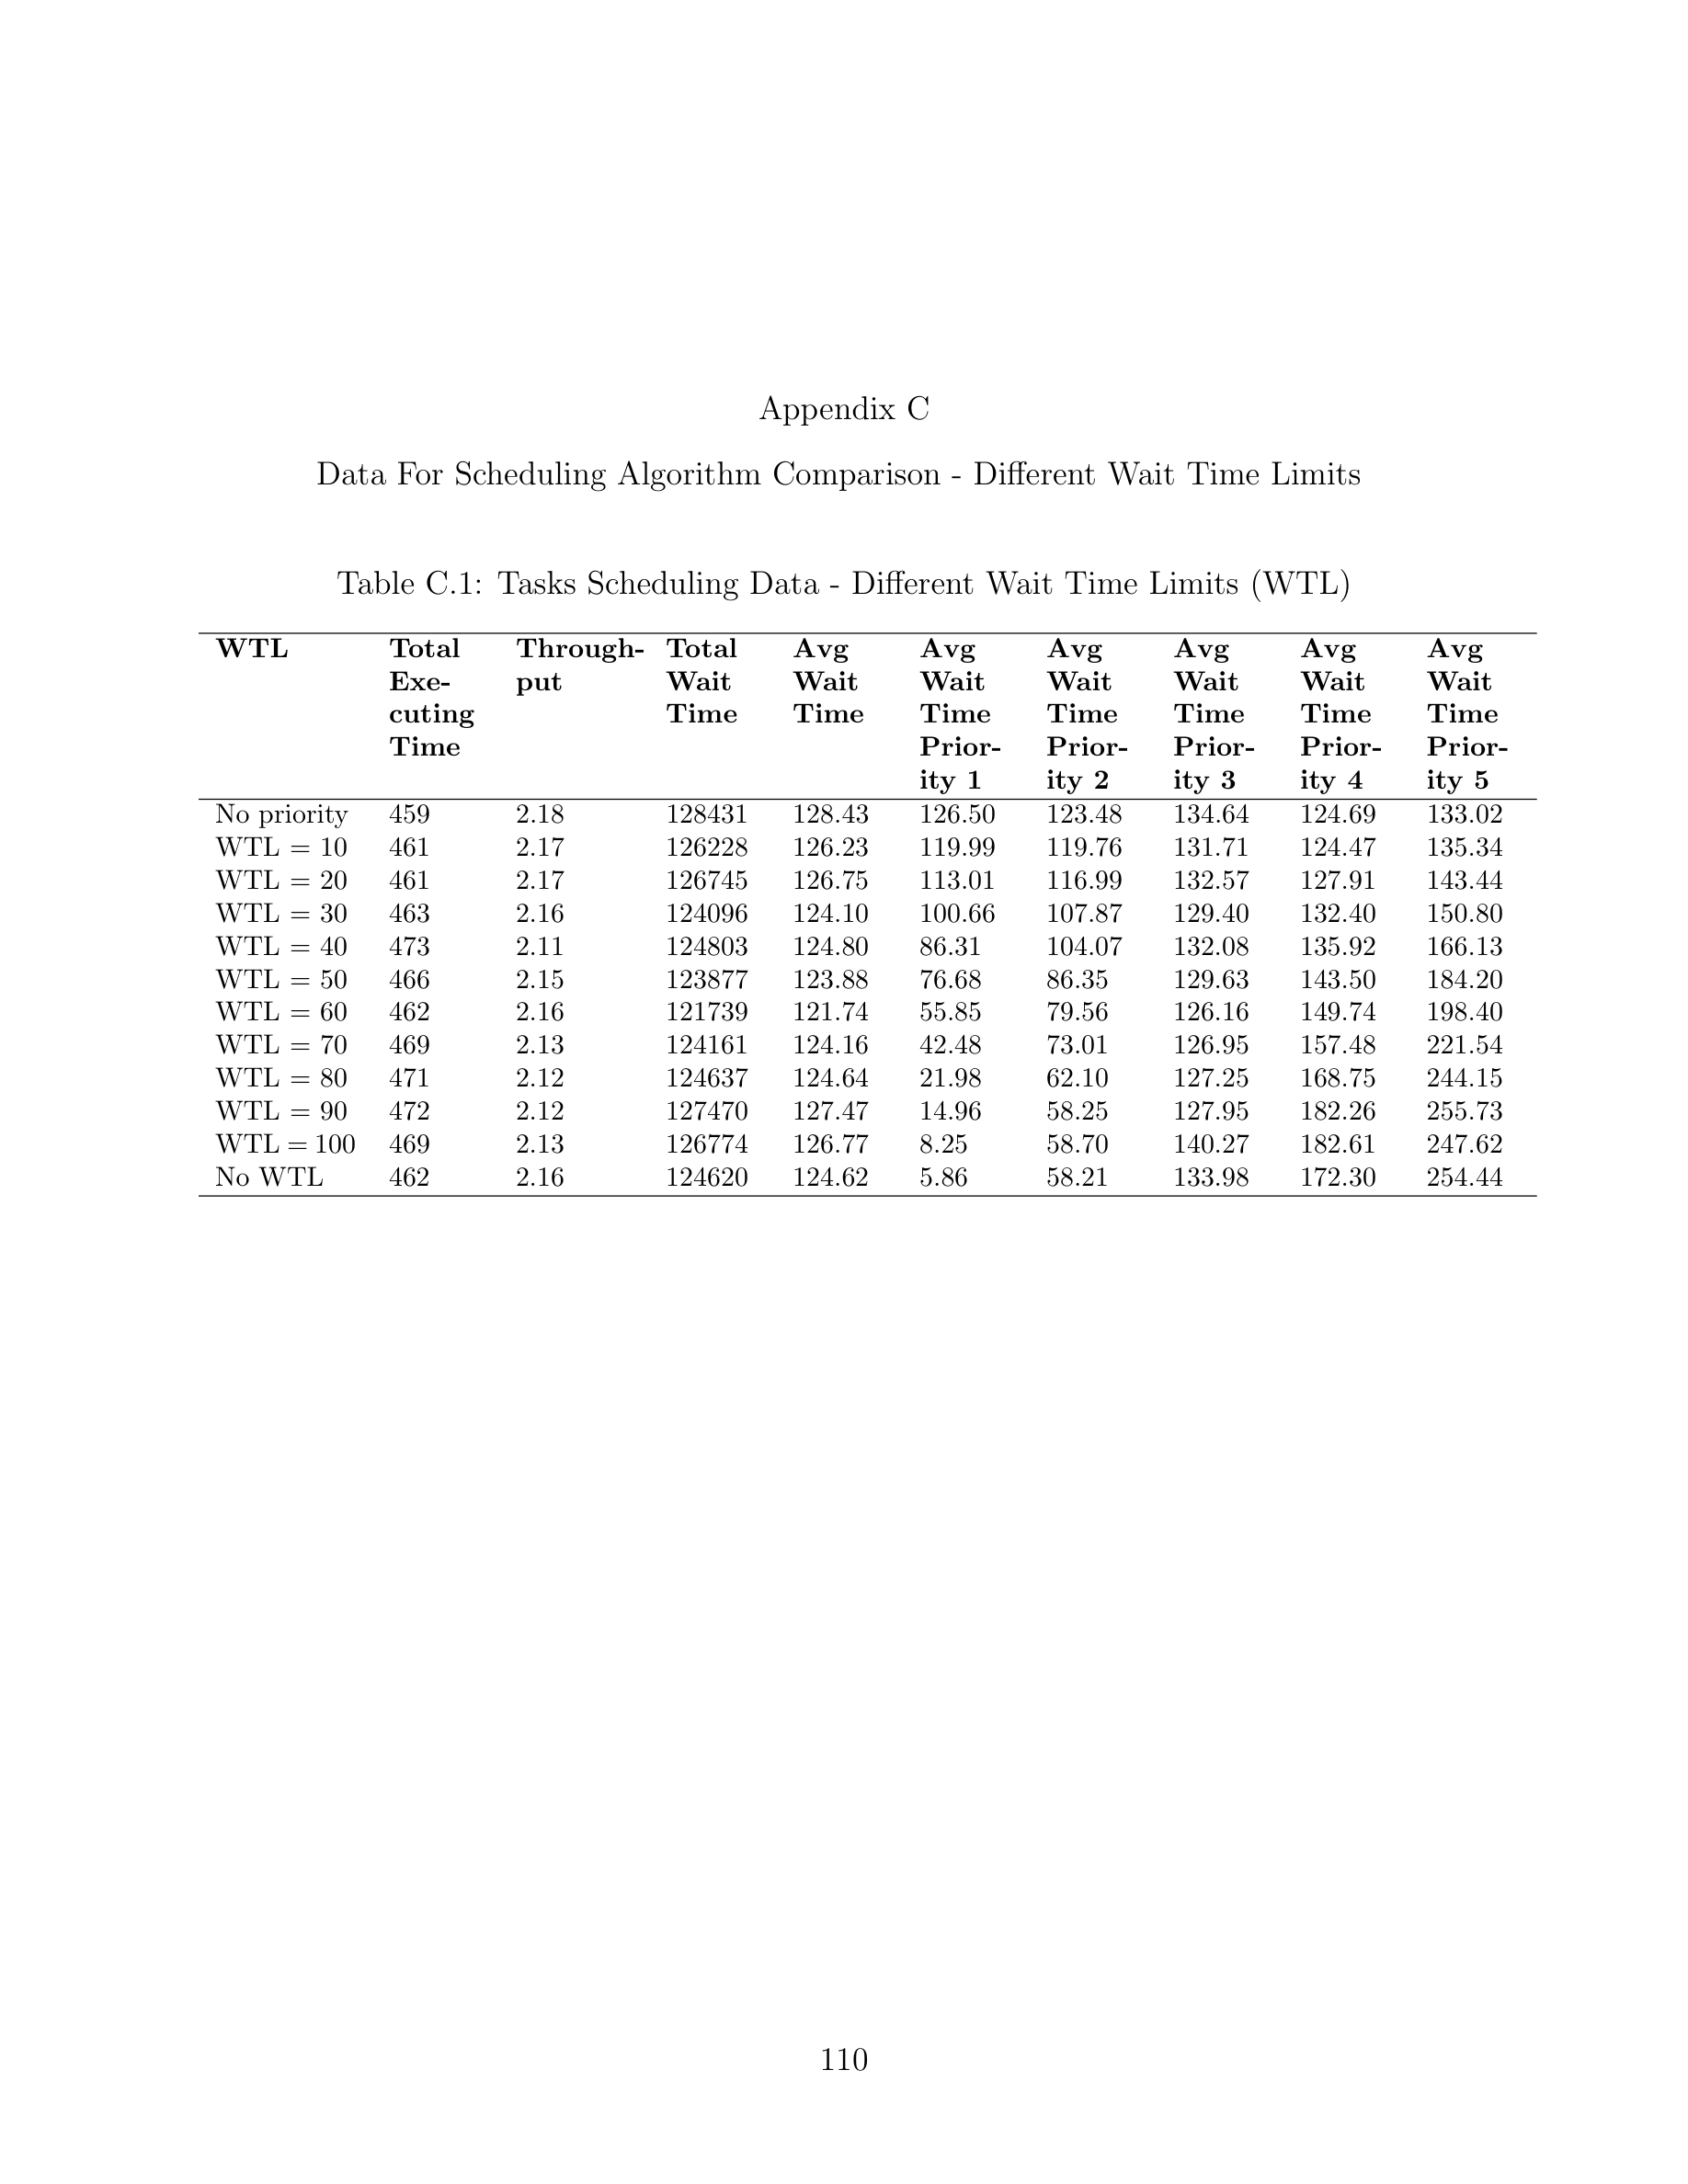 Appendix C
Data For Scheduling Algorithm Comparison - Different Wait Time Limits
Table C.1: Tasks Scheduling Data - Different Wait Time Limits (WTL)
WTL Total Through- Total Avg Avg Avg Avg Avg Avg
Exe- put Wait Wait Wait Wait Wait Wait Wait
cuting Time Time Time Time Time Time Time
Time Prior- Prior- Prior- Prior- Prior-
ity 1 ity 2 ity 3 ity 4 ity 5
No priority 459 2.18 128431 128.43 126.50 123.48 134.64 124.69 133.02
WTL = 10 461 2.17 126228 126.23 119.99 119.76 131.71 124.47 135.34
WTL = 20 461 2.17 126745 126.75 113.01 116.99 132.57 127.91 143.44
WTL = 30 463 2.16 124096 124.10 100.66 107.87 129.40 132.40 150.80
WTL = 40 473 2.11 124803 124.80 86.31 104.07 132.08 135.92 166.13
WTL = 50 466 2.15 123877 123.88 76.68 86.35 129.63 143.50 184.20
WTL = 60 462 2.16 121739 121.74 55.85 79.56 126.16 149.74 198.40
WTL = 70 469 2.13 124161 124.16 42.48 73.01 126.95 157.48 221.54
WTL = 80 471 2.12 124637 124.64 21.98 62.10 127.25 168.75 244.15
WTL = 90 472 2.12 127470 127.47 14.96 58.25 127.95 182.26 255.73
WTL = 100 469 2.13 126774 126.77 8.25 58.70 140.27 182.61 247.62
No WTL 462 2.16 124620 124.62 5.86 58.21 133.98 172.30 254.44
110